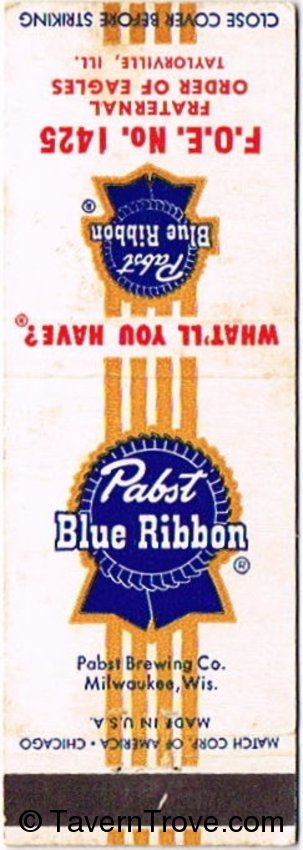 CLOSE COVER BEFORE STRIKING
TAYLORVILLE, ILL.
ORDER OF EAGLES
FRATERNAL
F.O.E. No. 1425
®
Pabst
Blue Ribbon
WHAT'LL YOU HAVE?®
Pabst
Blue Ribbon
®
Pabst Brewing Co.
Milwaukee, Wis.
MADE IN U.S.A.
MATCH CORP. OF AMERICA • CHICAGO
© TavernTrove.com